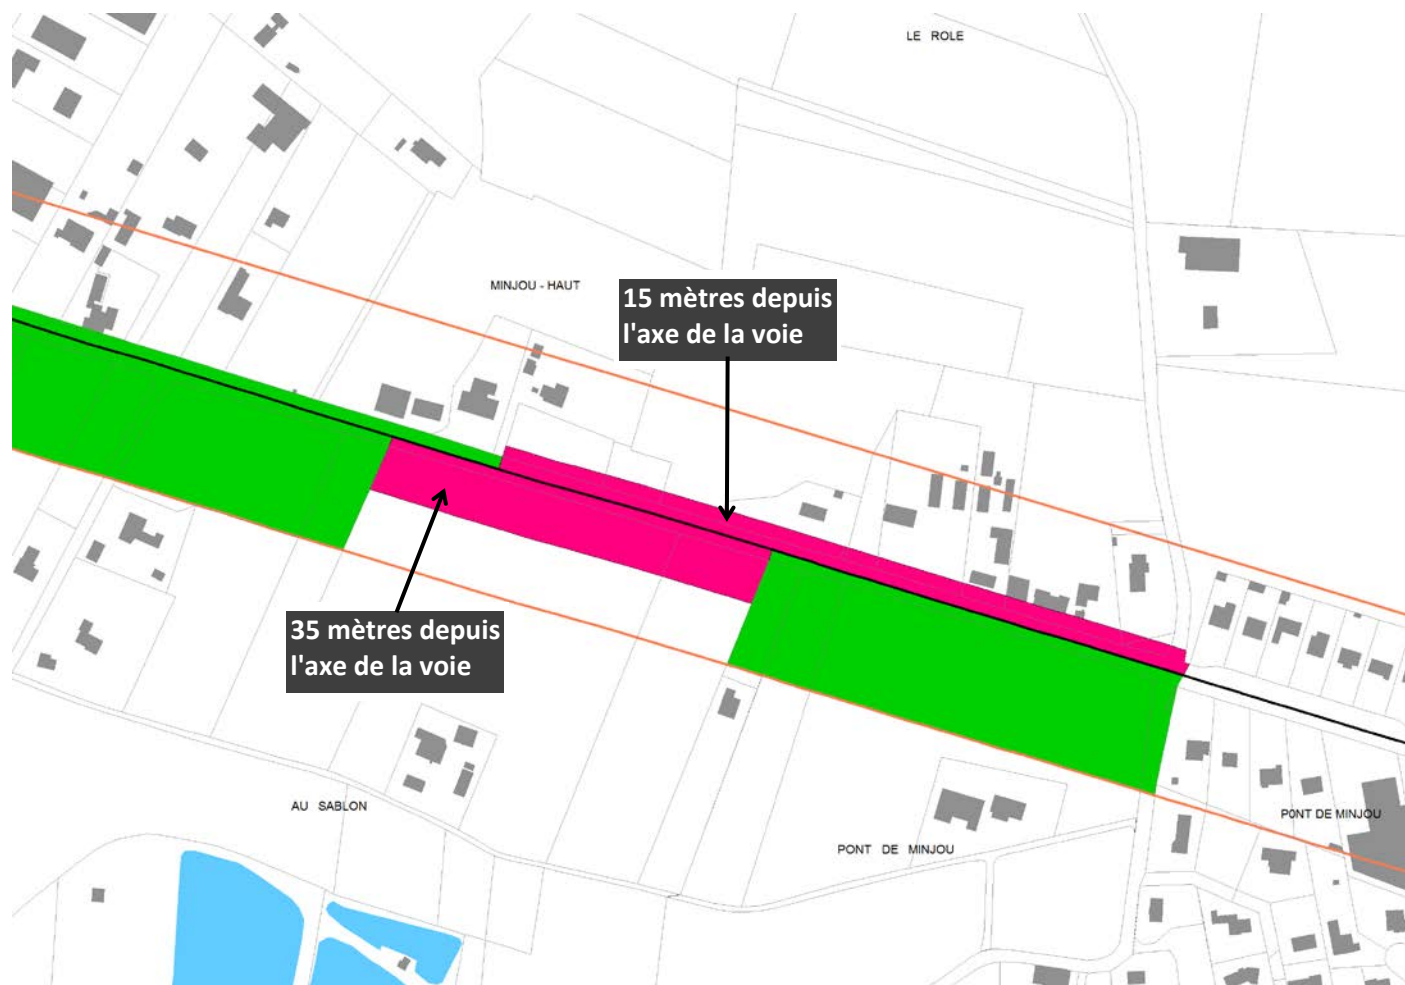 LE ROLE
MINJOU - HAUT
15 mètres depuis
l'axe de la voie
35 mètres depuis
l'axe de la voie
AU SABLON
PONT DE MINJOU
PONT DE MINJOU